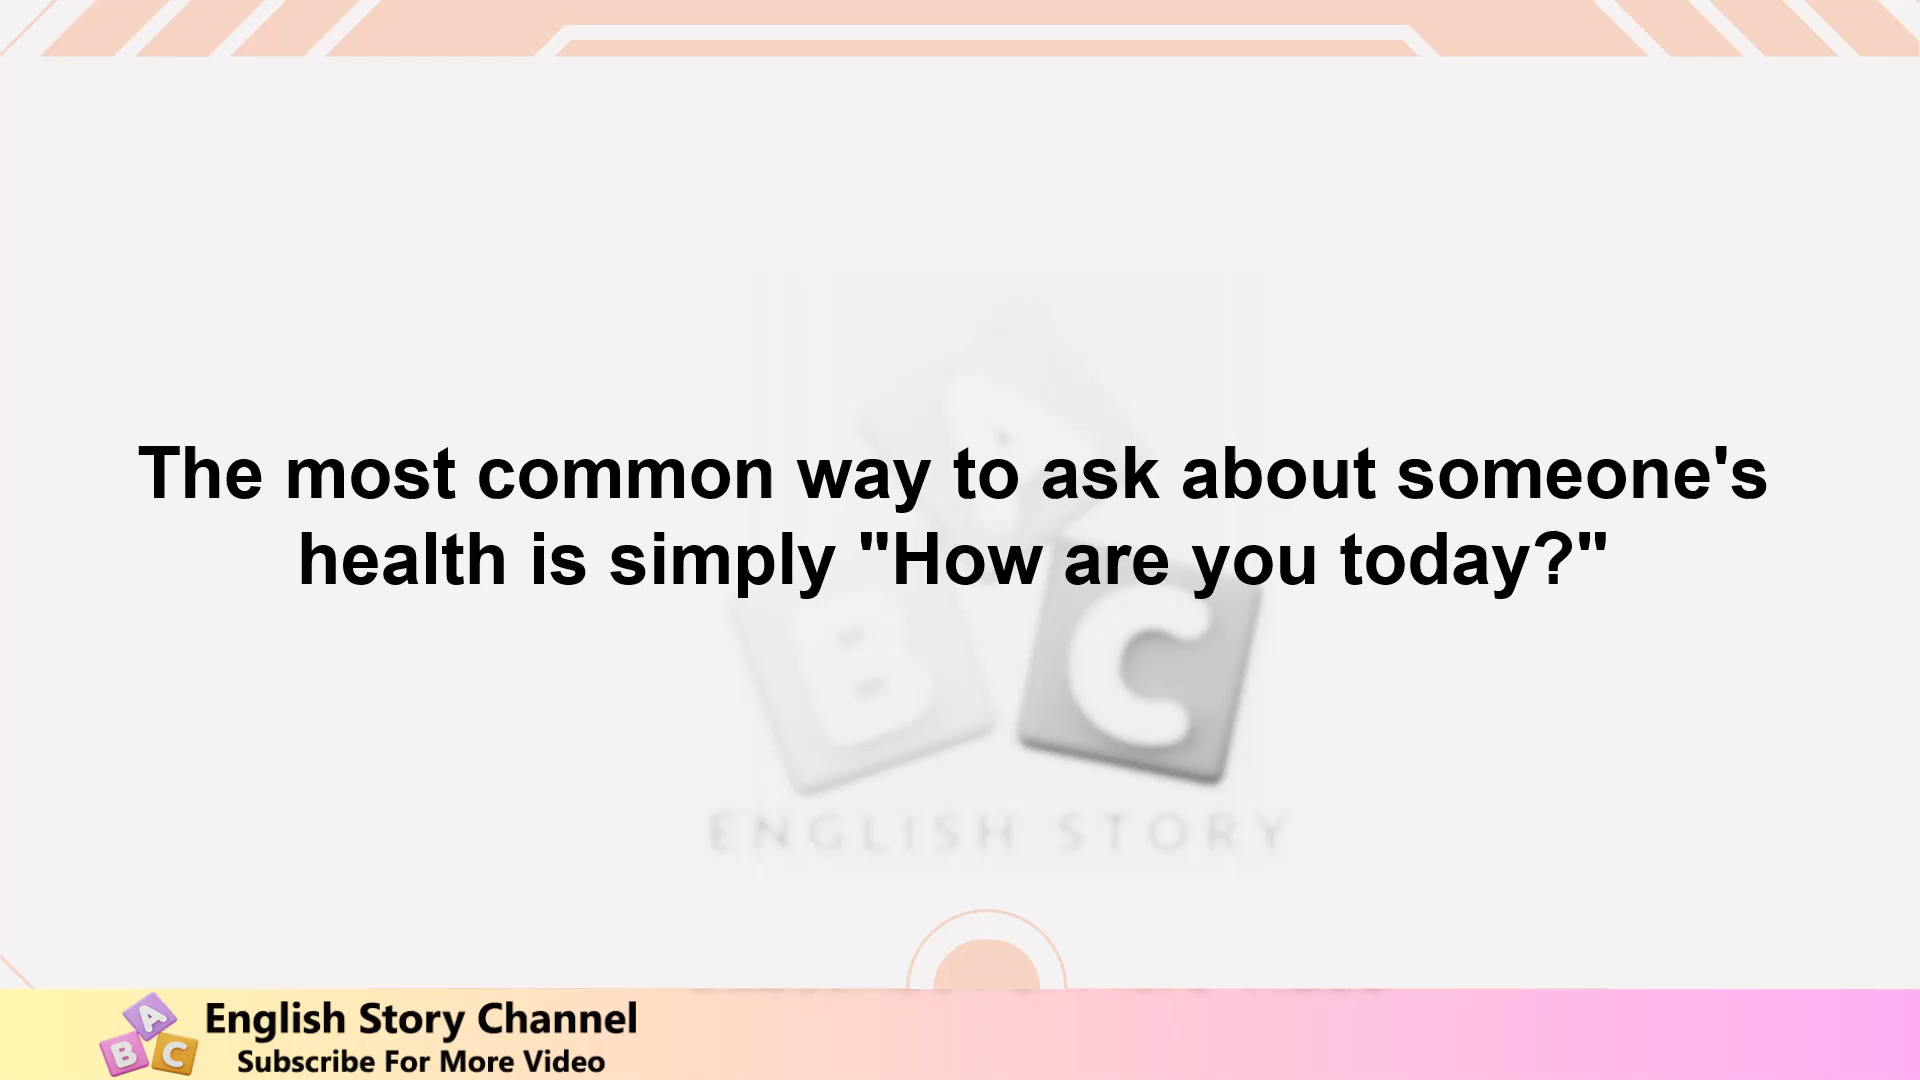 The most common way to ask about someone's
health is simply "How are you today?"
A
B
C
ENGLISH STORY
A
B
C
English Story Channel
Subscribe For More Video